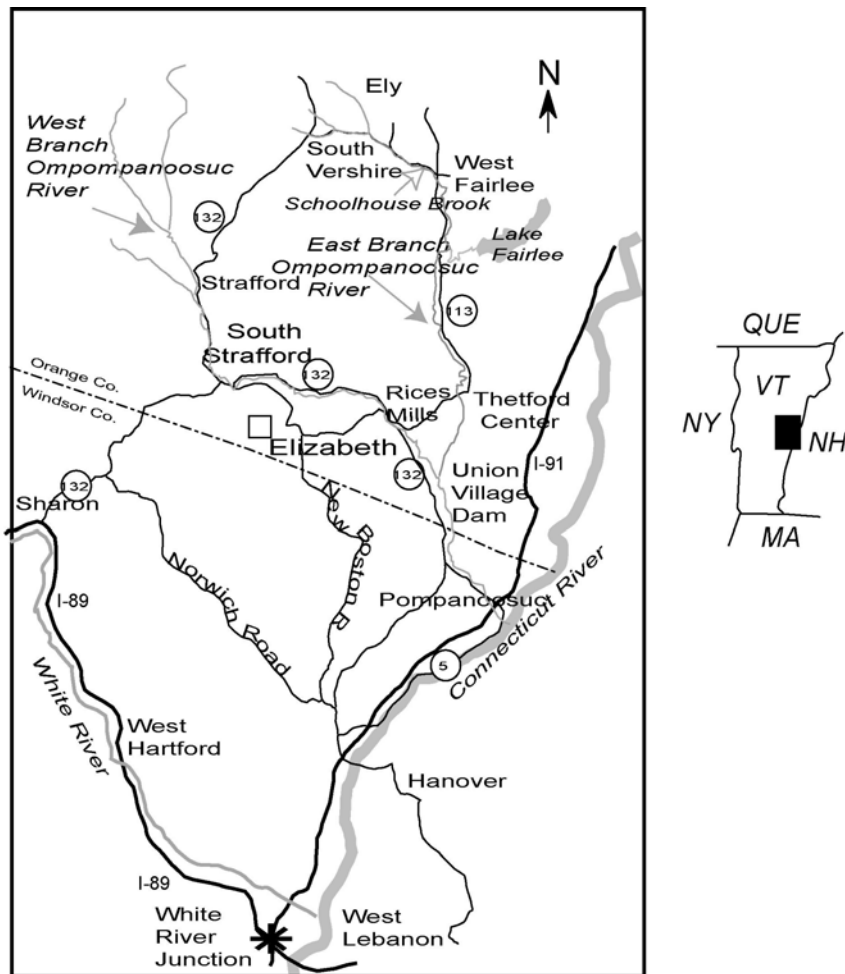 N
Ely
West
Branch
Ompompanoosuc
River
South
Vershire
West
Fairlee
Schoolhouse Brook
132
East Branch
Ompompanoosuc
River
Lake
Fairlee
Strafford
113
South
Strafford
132
Orange Co.
Windsor Co.
Rices
Mills
Thetford
Center
Elizabeth
I-91
132
Union
Village
Dam
132
Sharon
New Boston R
Norwich Road
Pompancosuc
Connecticut River
I-89
5
White River
West
Hartford
Hanover
I-89
White
River
Junction
West
Lebanon
QUE
VT
NY
NH
MA